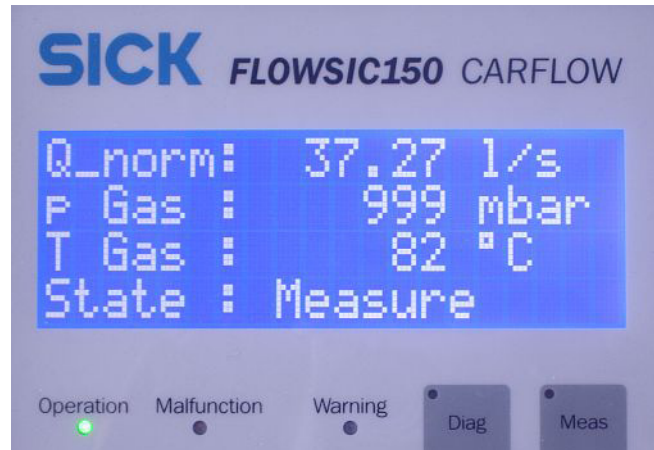 SICK FLOWSIC150 CARFLOW
Q_norm: 37.27 l/s
p Gas : 999 mbar
T Gas : 82 °C
State : Measure
Operation Malfunction Warning Diag Meas